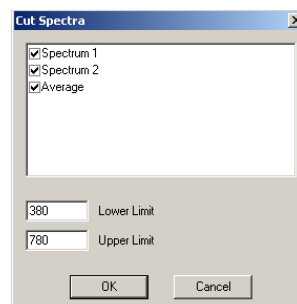 Cut Spectra
Spectrum 1
Spectrum 2
Average
380 Lower Limit
780 Upper Limit
OK Cancel